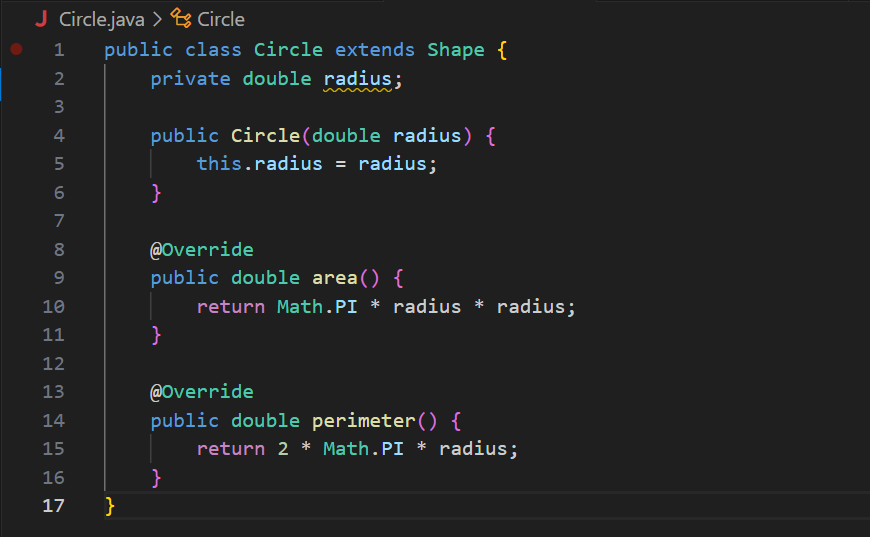 J Circle.java > Circle
1 public class Circle extends Shape {
2     private double radius;
3
4     public Circle(double radius) {
5         this.radius = radius;
6     }
7
8     @Override
9     public double area() {
10         return Math.PI * radius * radius;
11     }
12
13     @Override
14     public double perimeter() {
15         return 2 * Math.PI * radius;
16     }
17 }